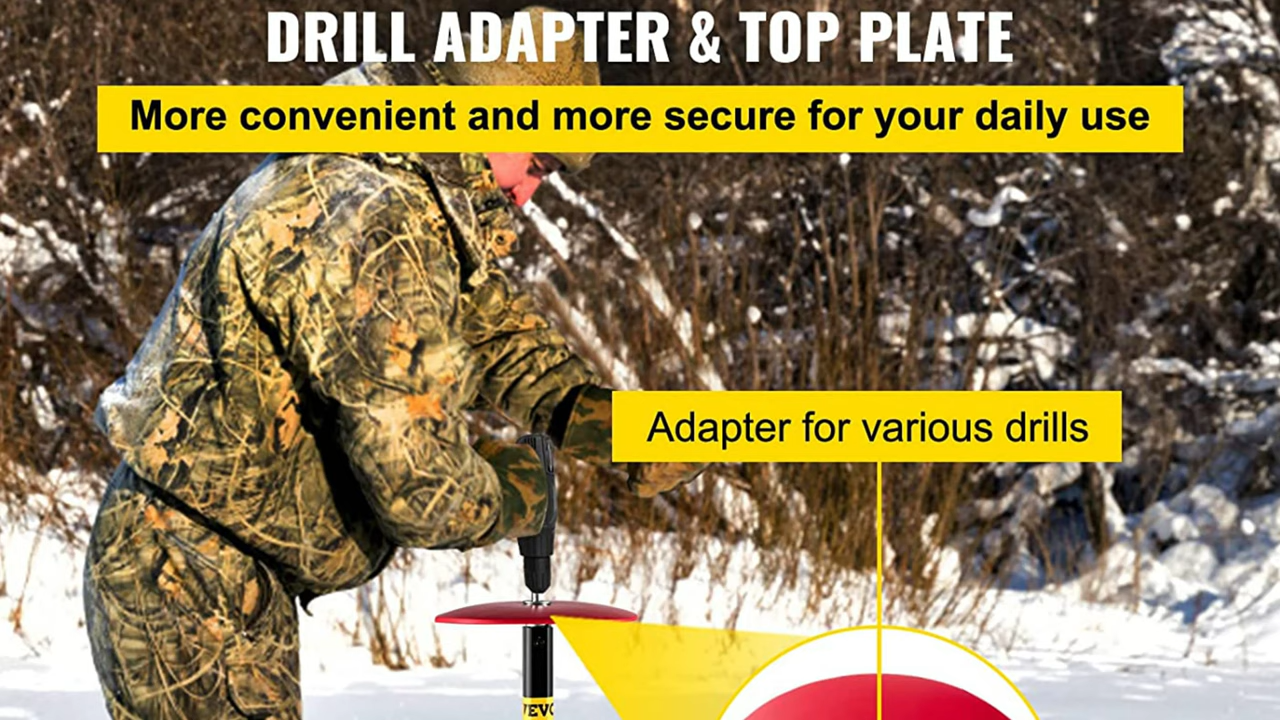 DRILL ADAPTER & TOP PLATE
More convenient and more secure for your daily use
Adapter for various drills